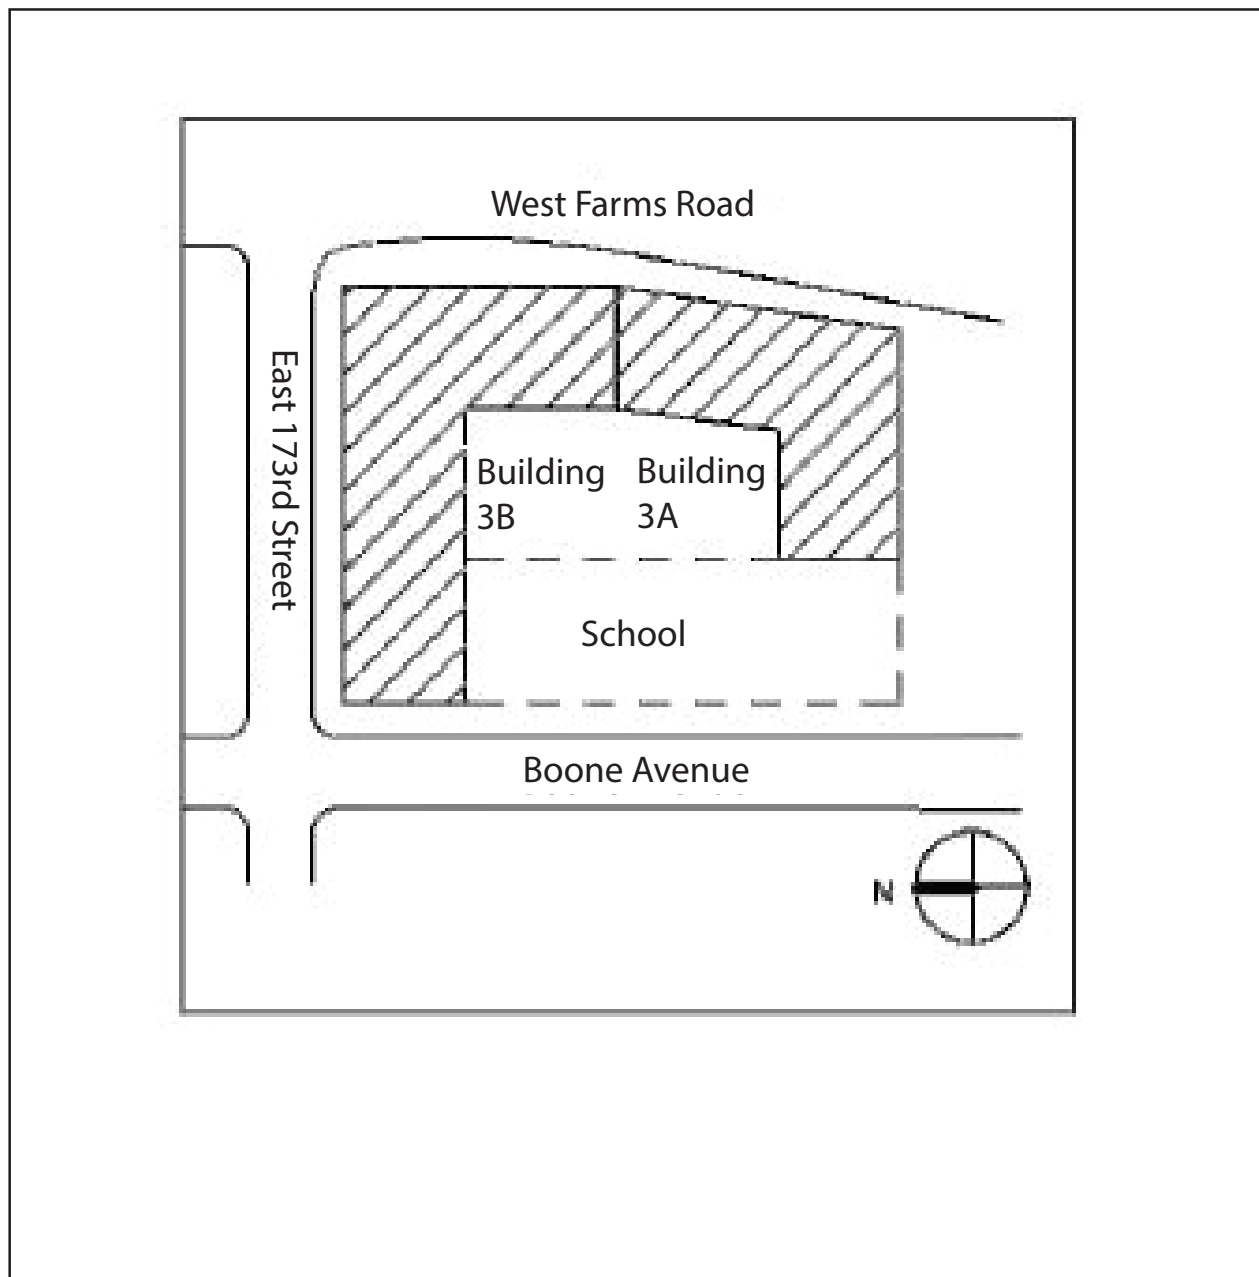 West Farms Road
East 173rd Street
Building
3B
Building
3A
School
Boone Avenue
N